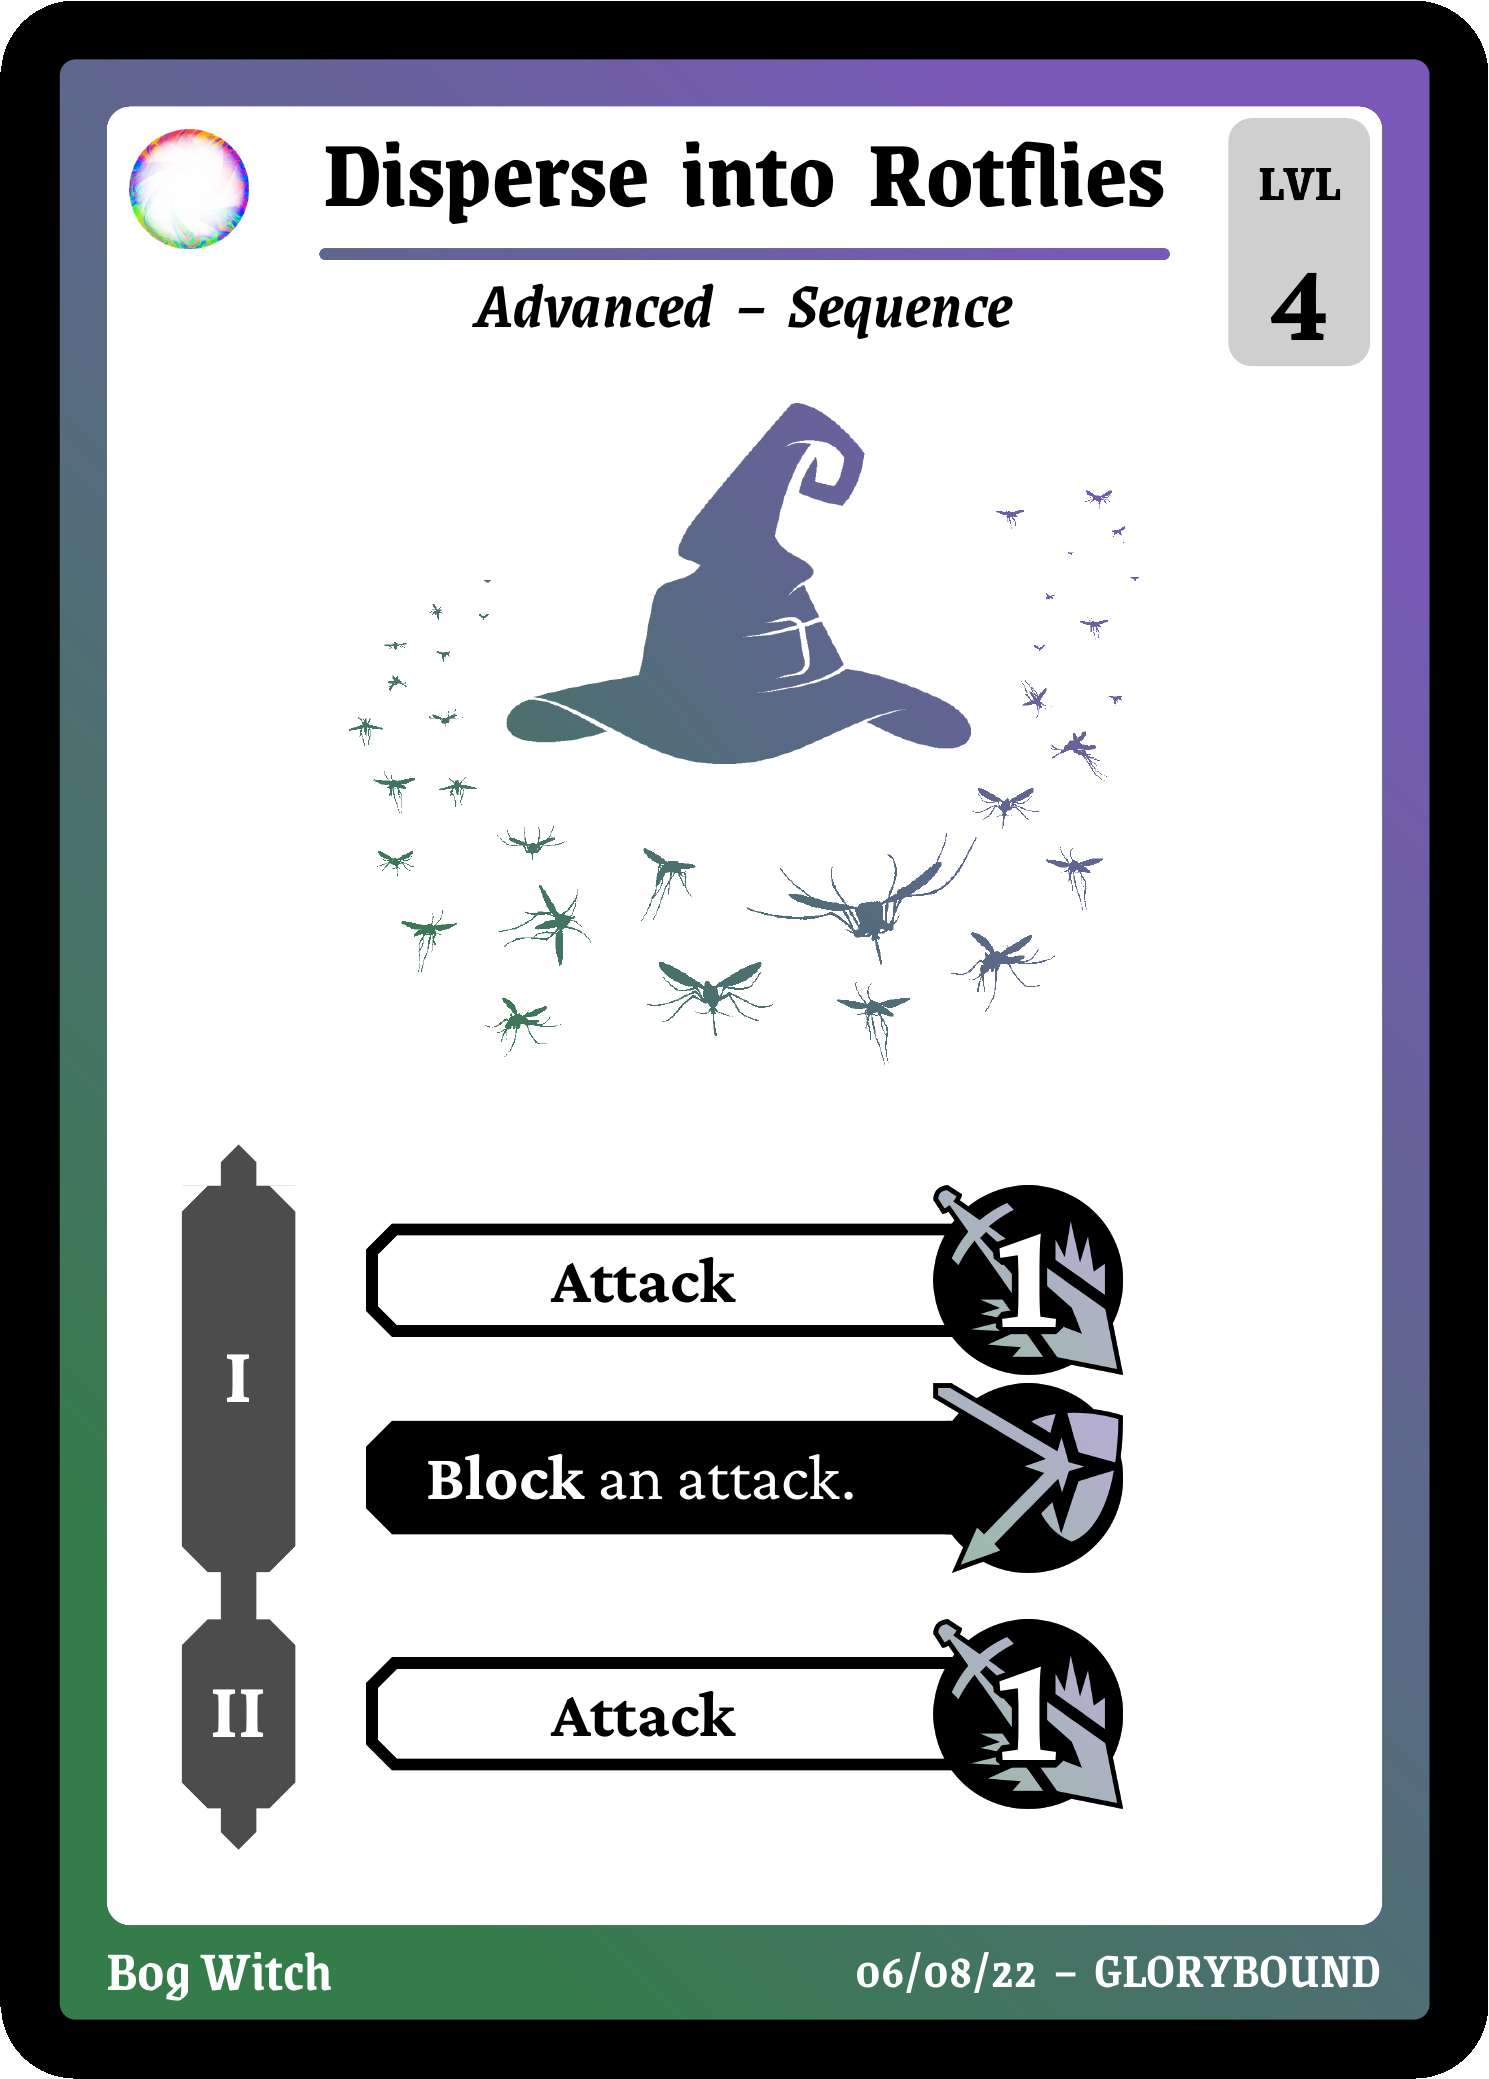 Disperse into Rotflies
LVL
4
Advanced – Sequence
I
Attack
1
Block an attack.
II
Attack
1
Bog Witch
06/08/22 – GLORYBOUND